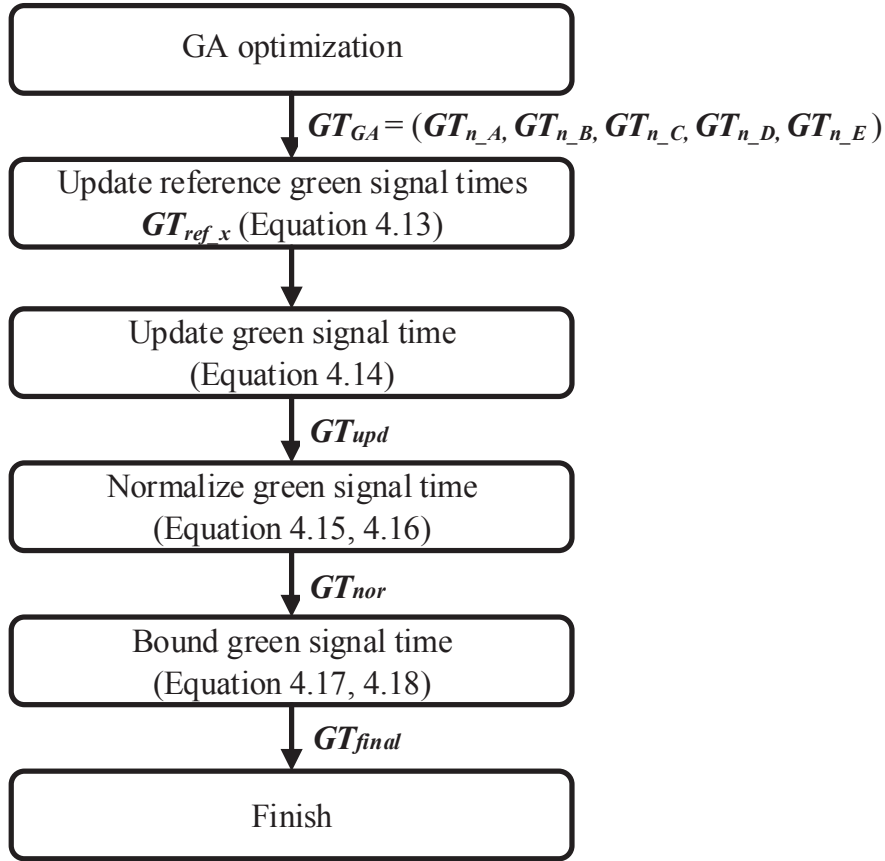 GA optimization
GT_GA = (GT_n_A, GT_n_B, GT_n_C, GT_n_D, GT_n_E)
Update reference green signal times
GT_ref_x (Equation 4.13)
Update green signal time
(Equation 4.14)
GT_upd
Normalize green signal time
(Equation 4.15, 4.16)
GT_nor
Bound green signal time
(Equation 4.17, 4.18)
GT_final
Finish